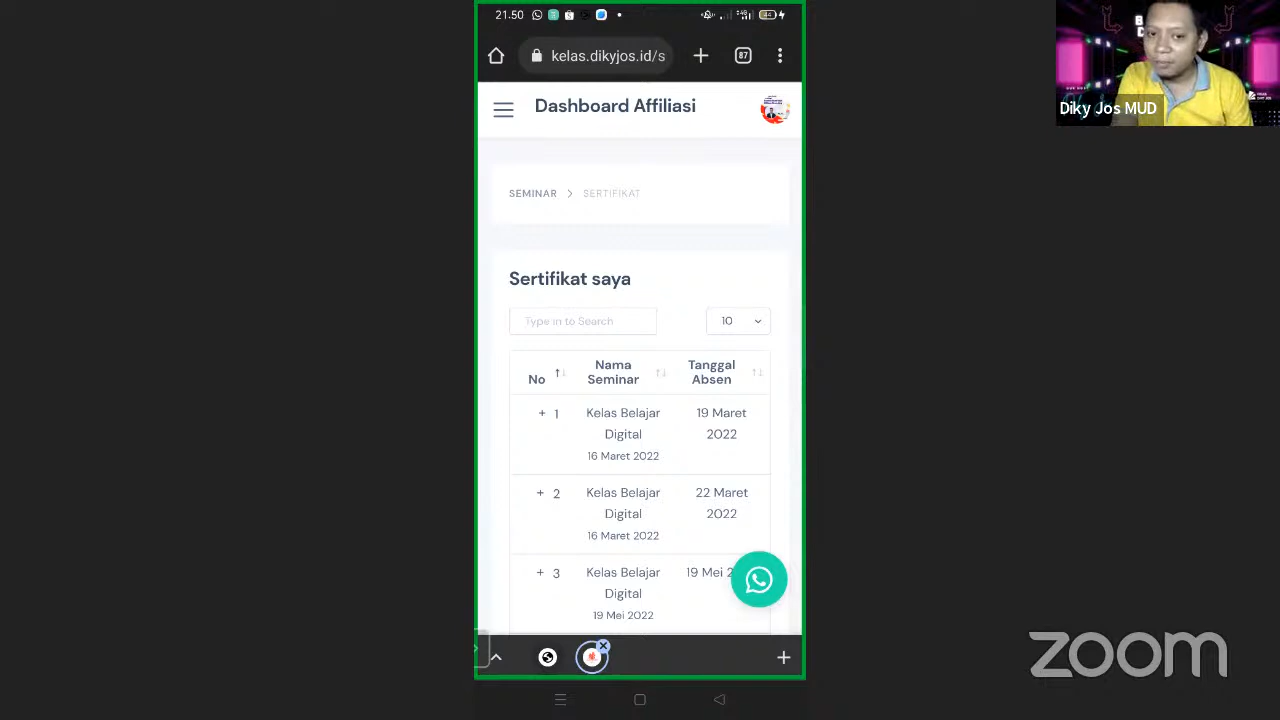 21.50
kelas.dikyjos.id/s
87
Dashboard Affiliasi
Diky Jos MUD
SEMINAR > SERTIFIKAT
Sertifikat saya
Type in to Search
10
No
Nama Seminar
Tanggal Absen
+ 1
Kelas Belajar Digital
16 Maret 2022
19 Maret 2022
+ 2
Kelas Belajar Digital
16 Maret 2022
22 Maret 2022
+ 3
Kelas Belajar Digital
19 Mei 2022
19 Mei 2
zoom